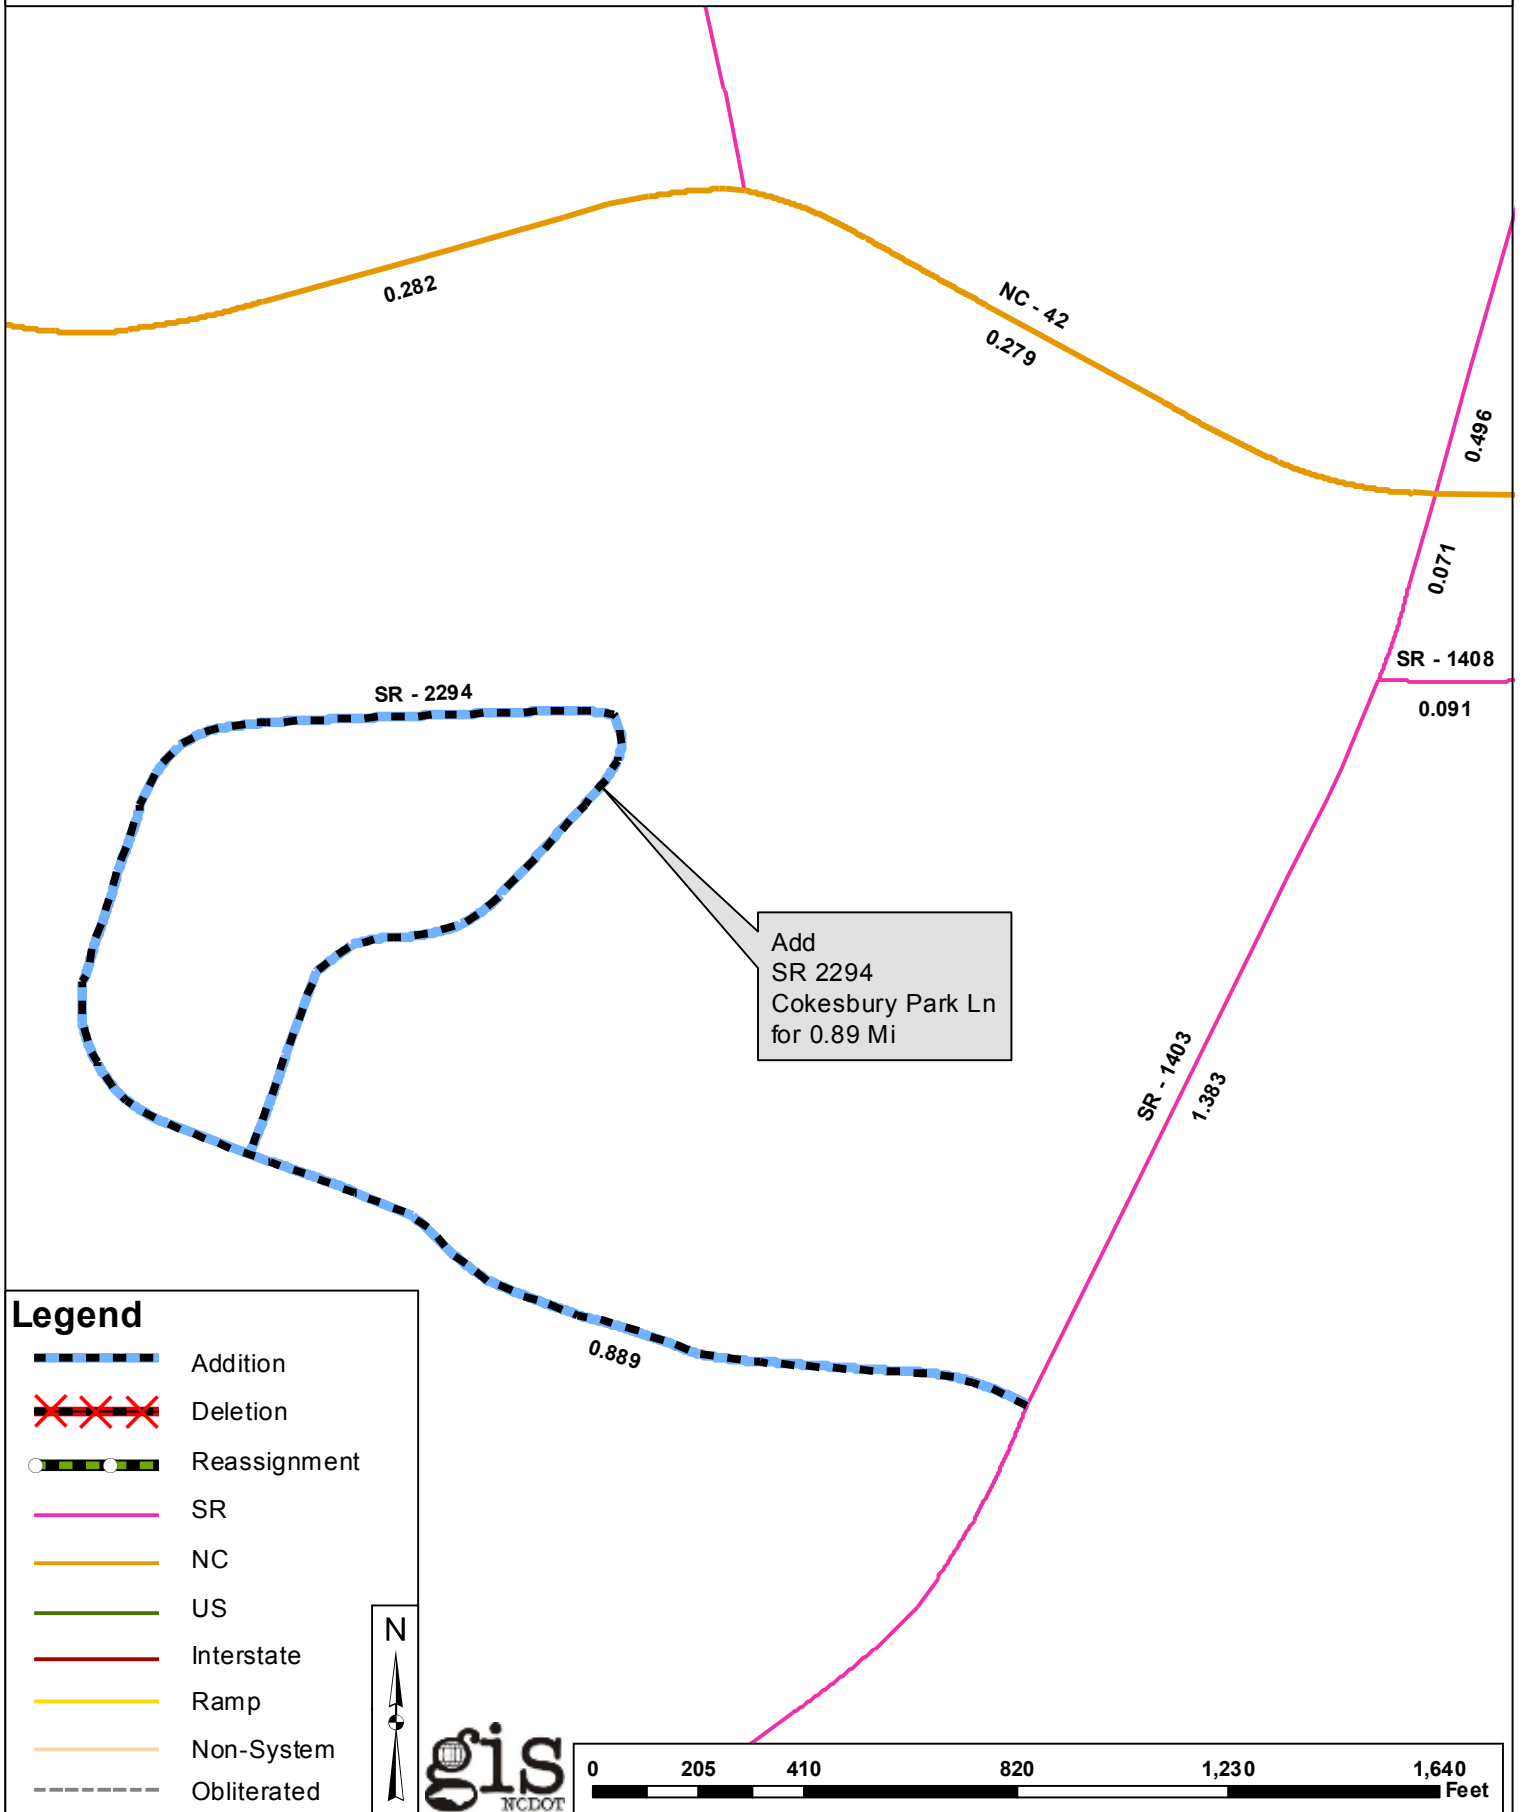 0.282
NC - 42
0.279
0.496
0.071
SR - 1408
0.091
SR - 2294
Add
SR 2294
Cokesbury Park Ln
for 0.89 Mi
SR - 1403
1.383
0.889
Legend
Addition
Deletion
Reassignment
SR
NC
US
Interstate
Ramp
Non-System
Obliterated
N
gis
NCDOT
0 205 410 820 1,230 1,640
Feet